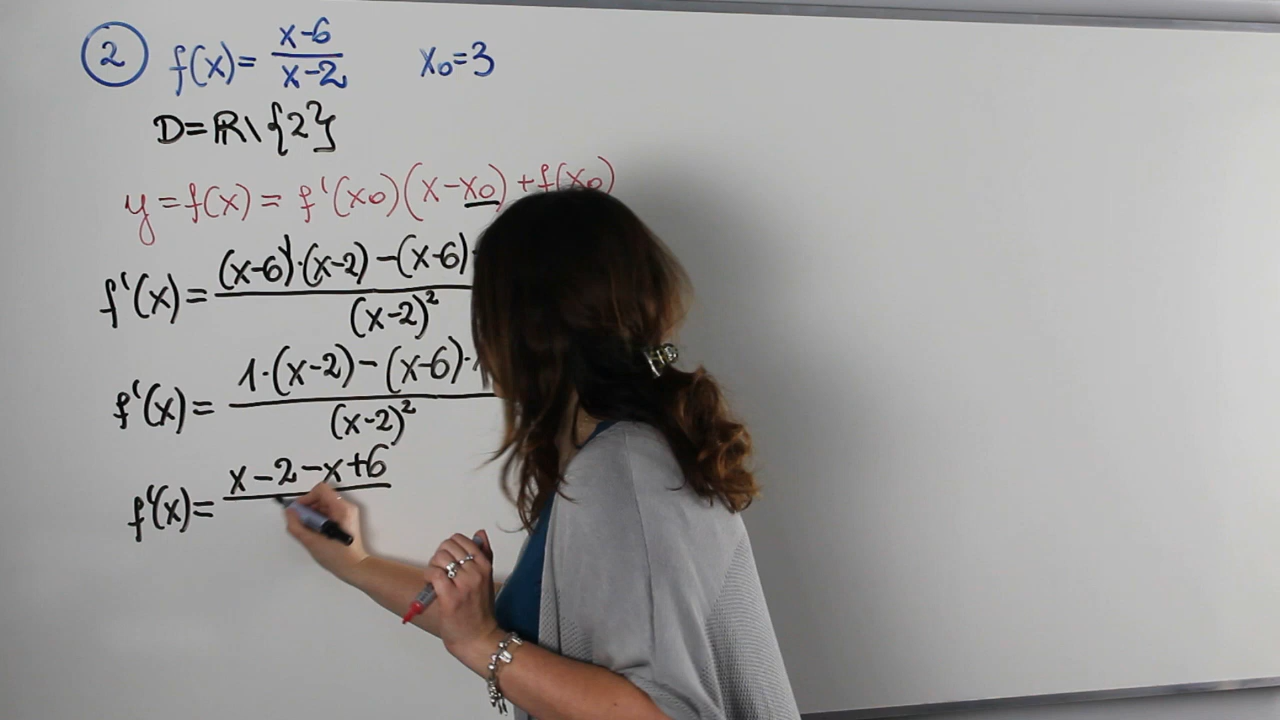 ② f(x)= x-6/x-2 x₀=3
D=ℝ\{2}
y=f(x)=f'(x₀)(x-x₀)+f(x₀)
f'(x)= (x-6)'·(x-2)-(x-6)·
(x-2)²
f'(x)= 1·(x-2)-(x-6)·
(x-2)²
f'(x)= x-2-x+6